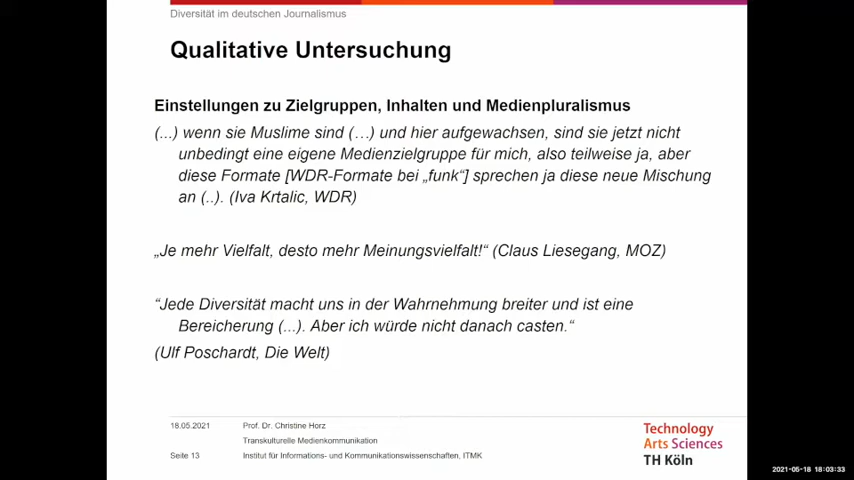 Diversität im deutschen Journalismus
Qualitative Untersuchung
Einstellungen zu Zielgruppen, Inhalten und Medienpluralismus
(...) wenn sie Muslime sind (…) und hier aufgewachsen, sind sie jetzt nicht
unbedingt eine eigene Medienzielgruppe für mich, also teilweise ja, aber
diese Formate [WDR-Formate bei „funk“] sprechen ja diese neue Mischung
an (..). (Iva Krtalic, WDR)
„Je mehr Vielfalt, desto mehr Meinungsvielfalt!“ (Claus Liesegang, MOZ)
“Jede Diversität macht uns in der Wahrnehmung breiter und ist eine
Bereicherung (...). Aber ich würde nicht danach casten.“
(Ulf Poschardt, Die Welt)
18.05.2021
Prof. Dr. Christine Horz
Transkulturelle Medienkommunikation
Seite 13
Institut für Informations- und Kommunikationswissenschaften, ITMK
Technology
Arts Sciences
TH Köln
2021-05-18 18:03:33